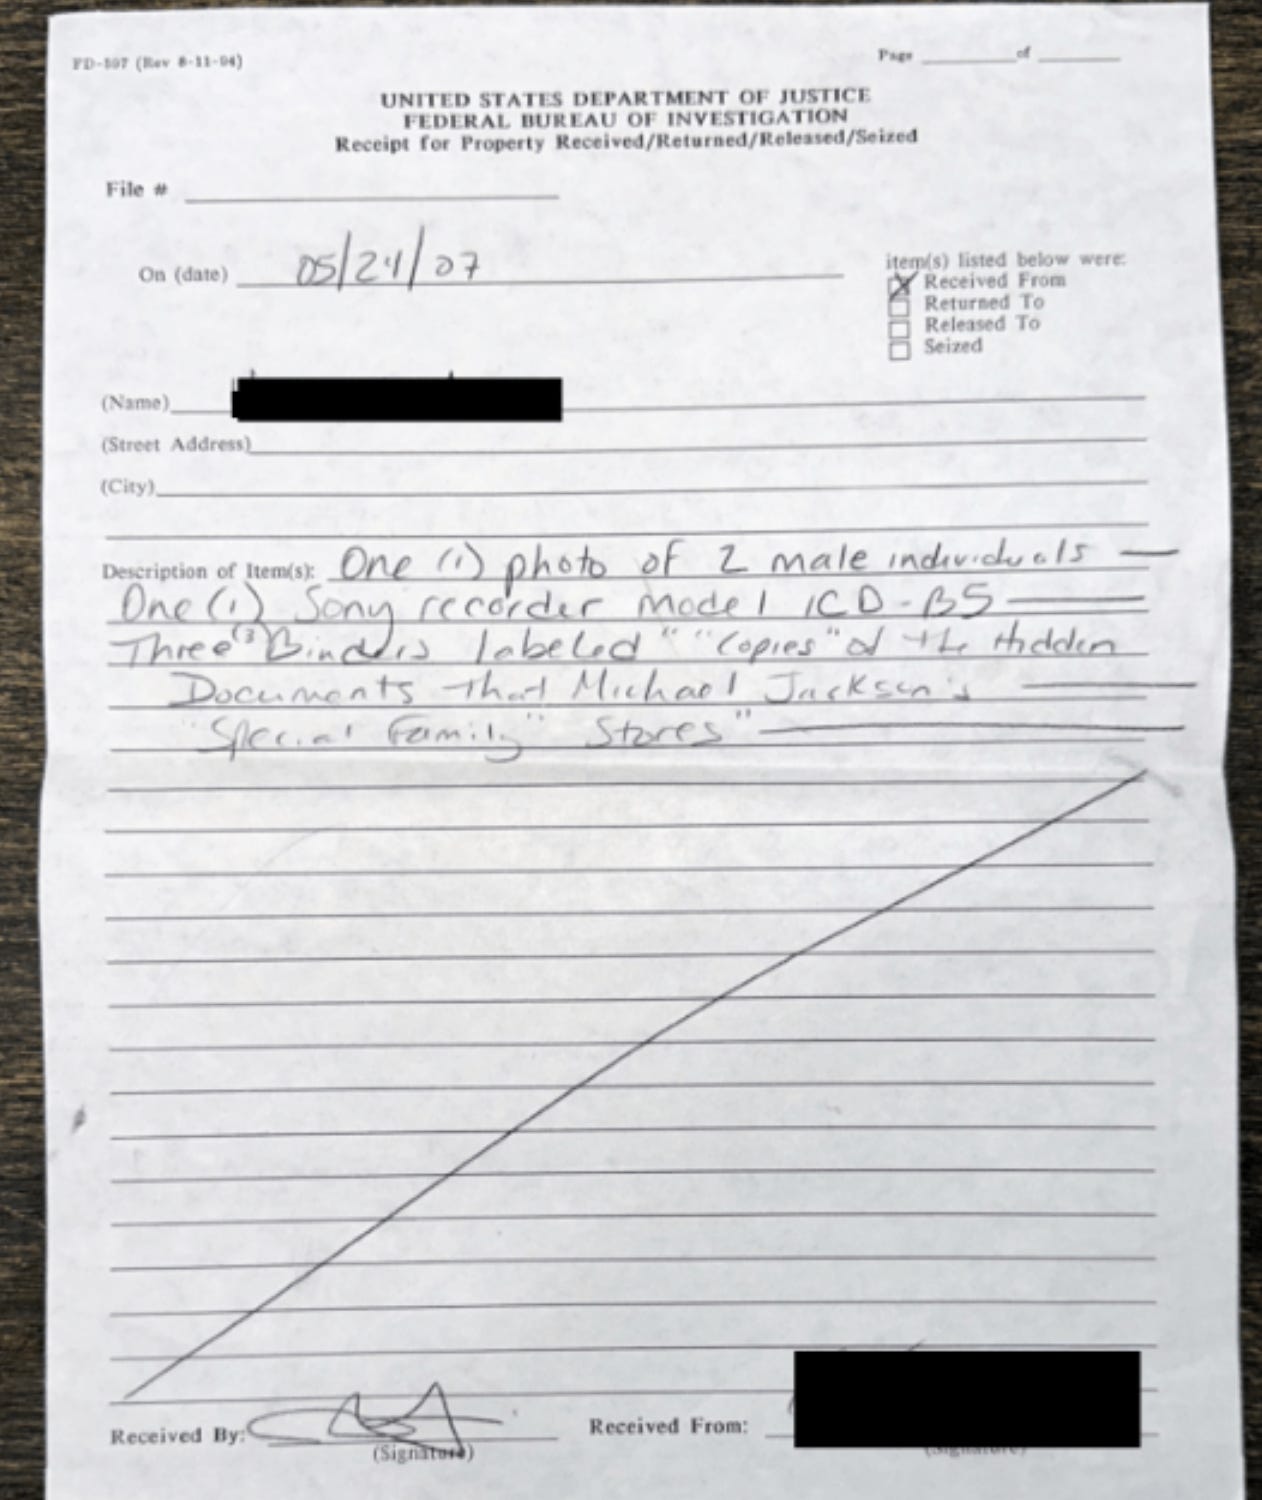 FD-597 (Rev 8-11-94)
Page of
UNITED STATES DEPARTMENT OF JUSTICE
FEDERAL BUREAU OF INVESTIGATION
Receipt for Property Received/Returned/Released/Seized
File #
On (date) 05/24/07
item(s) listed below were:
Received From
Returned To
Released To
Seized
(Name)
(Street Address)
(City)
Description of Item(s): One (1) photo of 2 male individuals
One (1) Sony recorder model ICD-B5
Three (3 Binders labeled " "Copies" of the Hidden
Documents that Michael Jackson's
"Special Family" Stores"
Received By: Received From:
(Signature) (Signature)